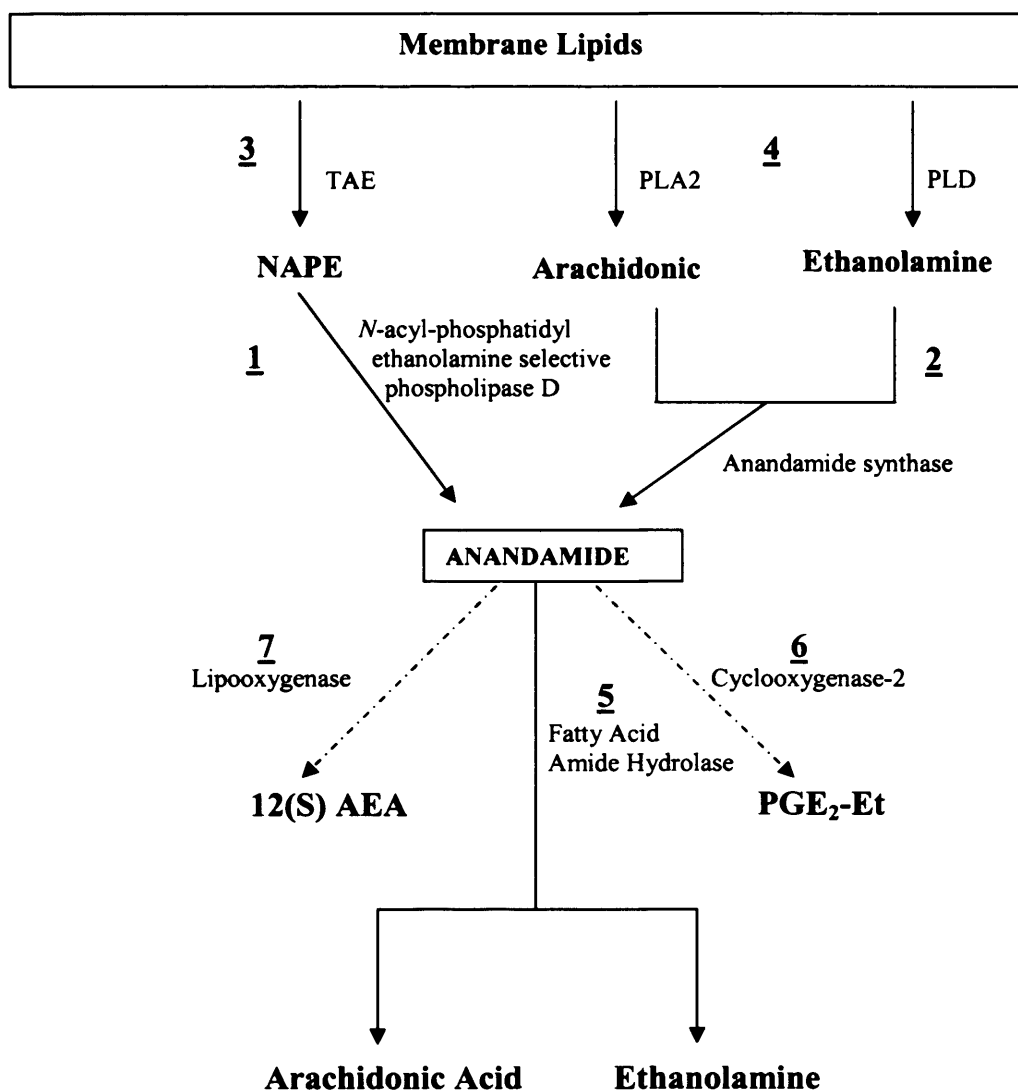 Membrane Lipids
3
4
TAE
PLA2
PLD
NAPE
Arachidonic
Ethanolamine
N-acyl-phosphatidyl
ethanolamine selective
phospholipase D
1
2
Anandamide synthase
ANANDAMIDE
7
Lipooxygenase
6
Cyclooxygenase-2
5
Fatty Acid
Amide Hydrolase
12(S) AEA
PGE₂-Et
Arachidonic Acid
Ethanolamine